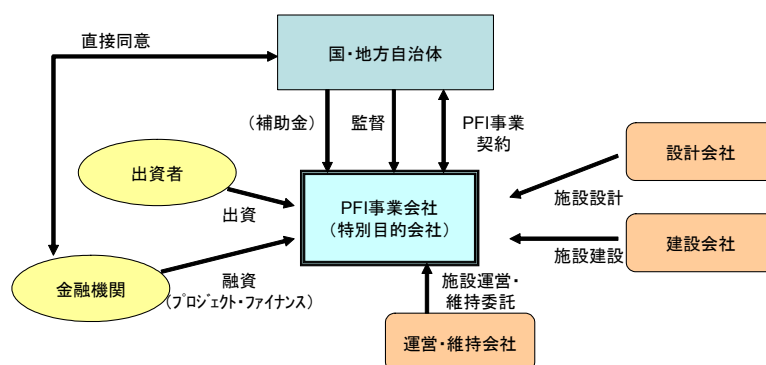 直接同意
国・地方自治体
（補助金）
監督
PFI事業
契約
設計会社
出資者
施設設計
出資
PFI事業会社
（特別目的会社）
建設会社
施設建設
金融機関
融資
（プロジェクト・ファイナンス）
施設運営・
維持委託
運営・維持会社